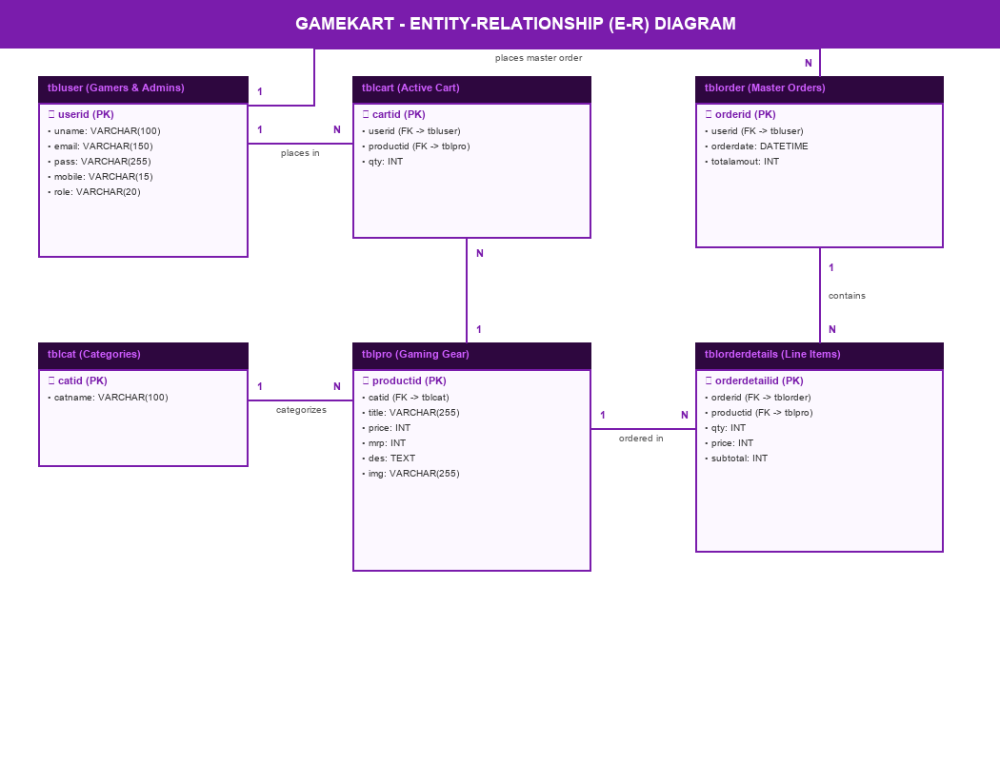 GAMEKART - ENTITY-RELATIONSHIP (E-R) DIAGRAM
places master order
N
tbluser (Gamers & Admins)
userid (PK)
• uname: VARCHAR(100)
• email: VARCHAR(150)
• pass: VARCHAR(255)
• mobile: VARCHAR(15)
• role: VARCHAR(20)
1
1
N
places in
tblcart (Active Cart)
cartid (PK)
• userid (FK -> tbluser)
• productid (FK -> tblpro)
• qty: INT
tblorder (Master Orders)
orderid (PK)
• userid (FK -> tbluser)
• orderdate: DATETIME
• totalamout: INT
N
1
1
contains
N
tblcat (Categories)
catid (PK)
• catname: VARCHAR(100)
1
N
categorizes
tblpro (Gaming Gear)
productid (PK)
• catid (FK -> tblcat)
• title: VARCHAR(255)
• price: INT
• mrp: INT
• des: TEXT
• img: VARCHAR(255)
1
N
ordered in
tblorderdetails (Line Items)
orderdetailid (PK)
• orderid (FK -> tblorder)
• productid (FK -> tblpro)
• qty: INT
• price: INT
• subtotal: INT